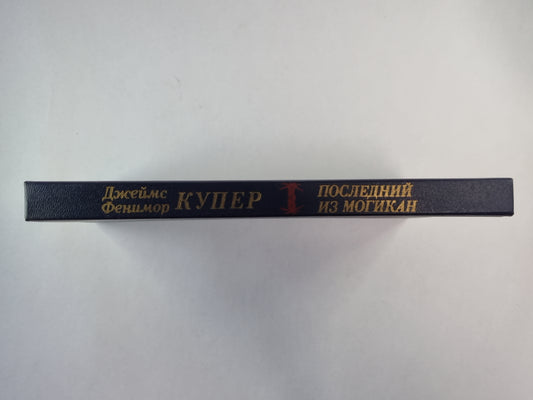 Джеймс
Фенимор
КУПЕР
ПОСЛЕДНИЙ
ИЗ МОГИКАН